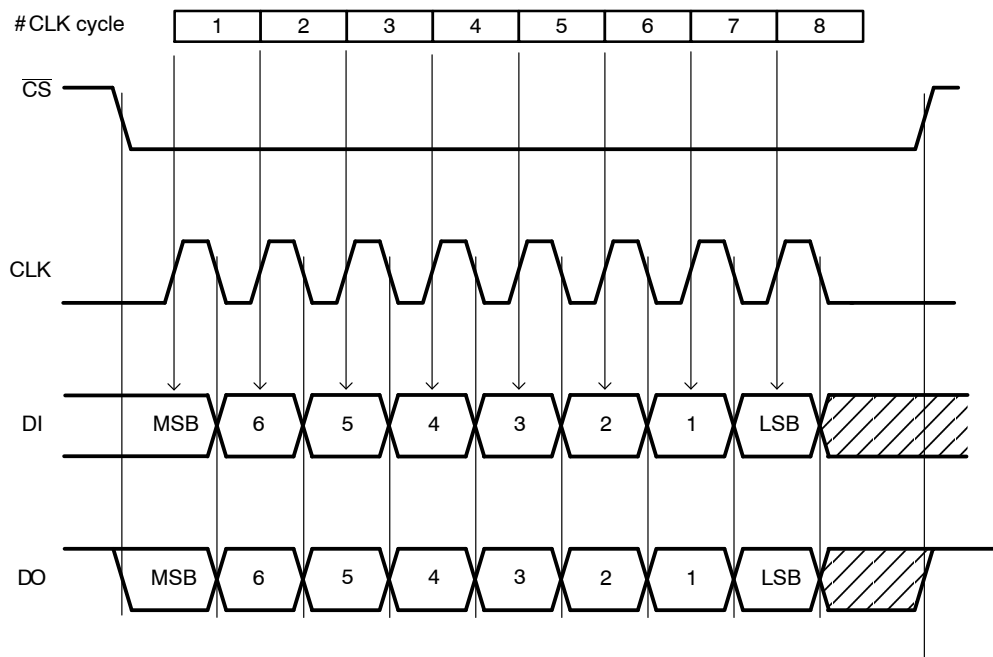 # CLK cycle 1 2 3 4 5 6 7 8
CS
CLK
DI MSB 6 5 4 3 2 1 LSB
DO MSB 6 5 4 3 2 1 LSB